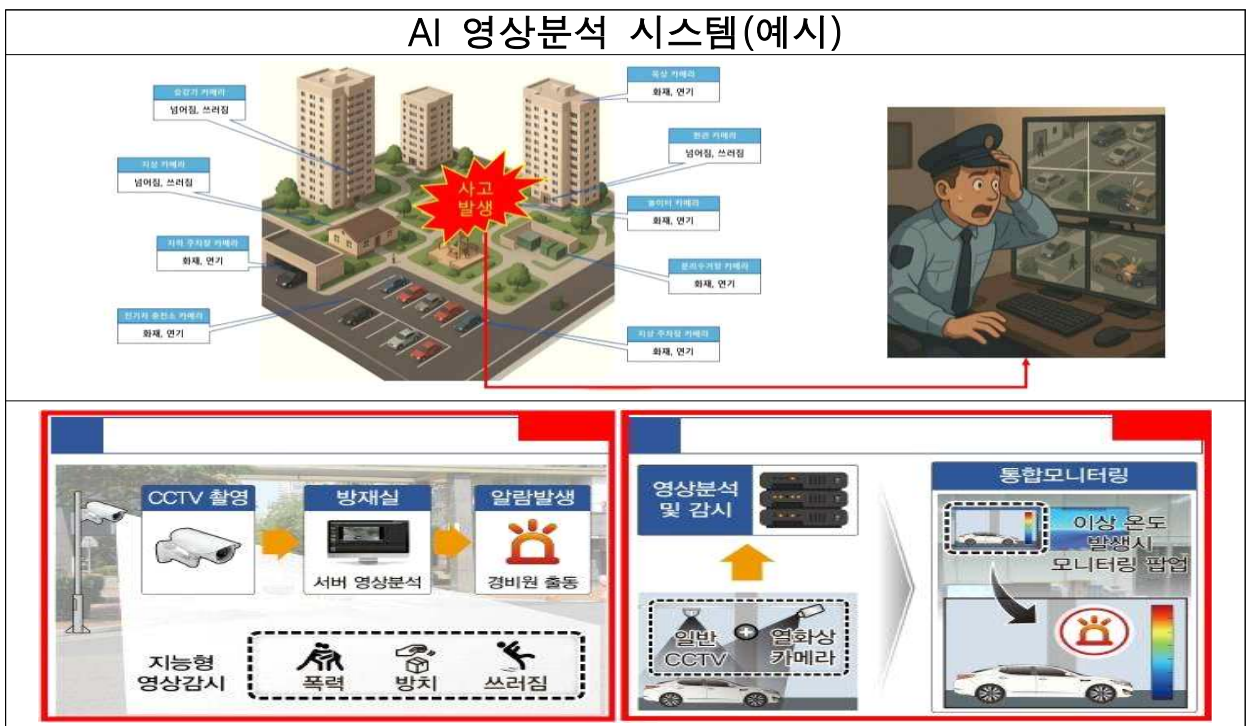 AI 영상분석 시스템(예시)
승강기 카메라
넘어짐, 쓰러짐
지상 카메라
넘어짐, 쓰러짐
지하 주차장 카메라
화재, 연기
전기차 충전소 카메라
화재, 연기
옥상 카메라
화재, 연기
현관 카메라
넘어짐, 쓰러짐
놀이터 카메라
화재, 연기
분리수거장 카메라
화재, 연기
지상 주차장 카메라
화재, 연기
사고
발생
CCTV 촬영
방재실
서버 영상분석
알람발생
경비원 출동
지능형
영상감시
폭력
방치
쓰러짐
영상분석
및 감시
일반
CCTV
열화상
카메라
통합모니터링
이상 온도
발생시
모니터링 팝업